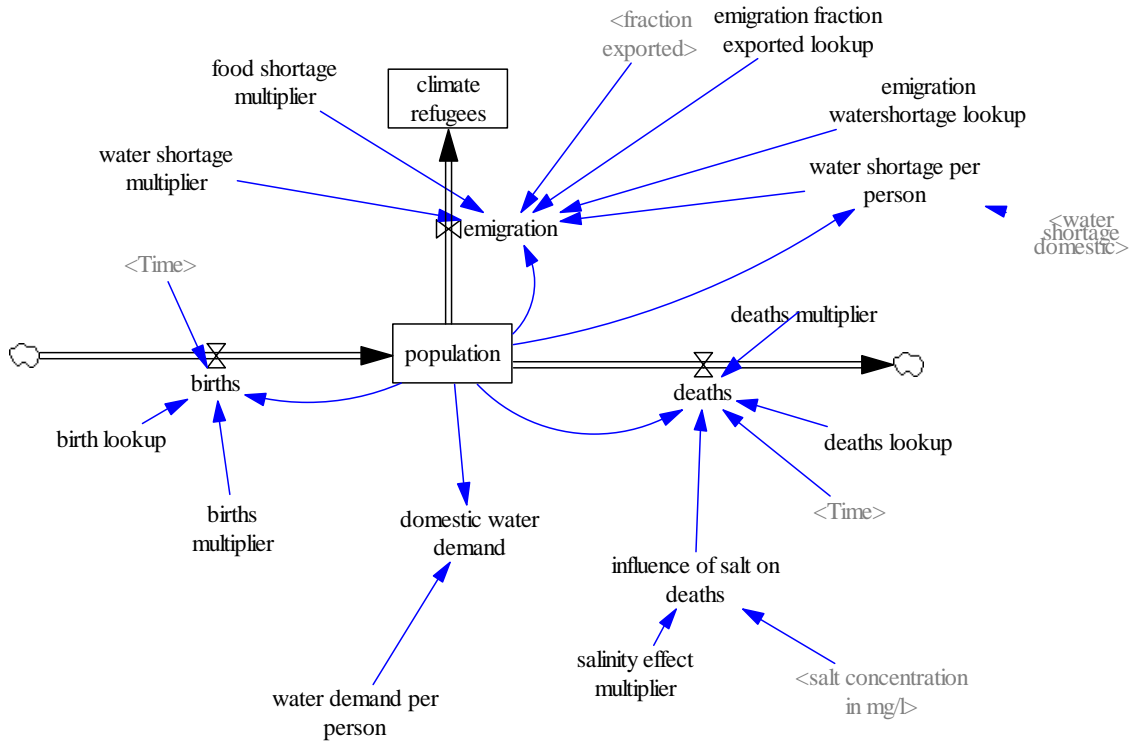 <fraction
exported>
emigration fraction
exported lookup
food shortage
multiplier
climate
refugees
emigration
watershortage lookup
water shortage
multiplier
water shortage per
person
emigration
<water
shortage
domestic>
<Time>
deaths multiplier
population
births
deaths
birth lookup
deaths lookup
births
multiplier
domestic water
demand
<Time>
influence of salt on
deaths
salinity effect
multiplier
<salt concentration
in mg/l>
water demand per
person